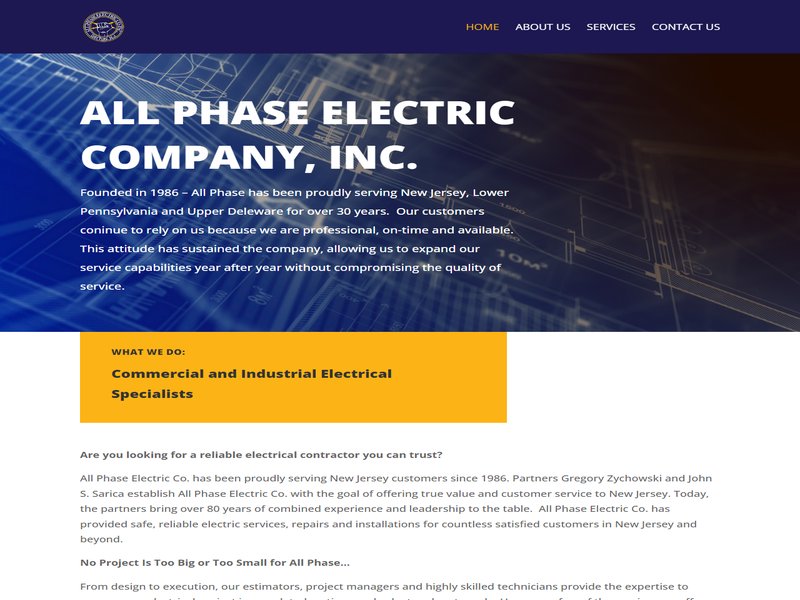 HOME ABOUT US SERVICES CONTACT US
ALL PHASE ELECTRIC
COMPANY, INC.
Founded in 1986 – All Phase has been proudly serving New Jersey, Lower
Pennsylvania and Upper Deleware for over 30 years.  Our customers
coninue to rely on us because we are professional, on-time and available.
This attitude has sustained the company, allowing us to expand our
service capabilities year after year without compromising the quality of
service.
WHAT WE DO:
Commercial and Industrial Electrical
Specialists
Are you looking for a reliable electrical contractor you can trust?
All Phase Electric Co. has been proudly serving New Jersey customers since 1986. Partners Gregory Zychowski and John
S. Sarica establish All Phase Electric Co. with the goal of offering true value and customer service to New Jersey. Today,
the partners bring over 80 years of combined experience and leadership to the table.  All Phase Electric Co. has
provided safe, reliable electric services, repairs and installations for countless satisfied customers in New Jersey and
beyond.
No Project Is Too Big or Too Small for All Phase…
From design to execution, our estimators, project managers and highly skilled technicians provide the expertise to